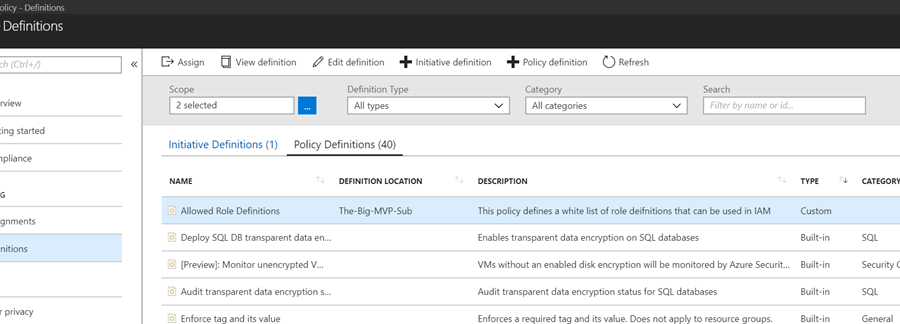 olicy - Definitions
Definitions
rch (Ctrl+/)
«
Assign View definition Edit definition Initiative definition Policy definition Refresh
Scope Definition Type Category Search
2 selected ... All types All categories Filter by name or id...
erview
ting started
mpliance
G
ignments
nitions
r privacy
Initiative Definitions (1) Policy Definitions (40)
NAME DEFINITION LOCATION DESCRIPTION TYPE CATEGORY
Allowed Role Definitions The-Big-MVP-Sub This policy defines a white list of role deifnitions that can be used in IAM Custom
Deploy SQL DB transparent data en... Enables transparent data encryption on SQL databases Built-in SQL
[Preview]: Monitor unencrypted V... VMs without an enabled disk encryption will be monitored by Azure Securit... Built-in Security C
Audit transparent data encryption s... Audit transparent data encryption status for SQL databases Built-in SQL
Enforce tag and its value Enforces a required tag and its value. Does not apply to resource groups. Built-in General